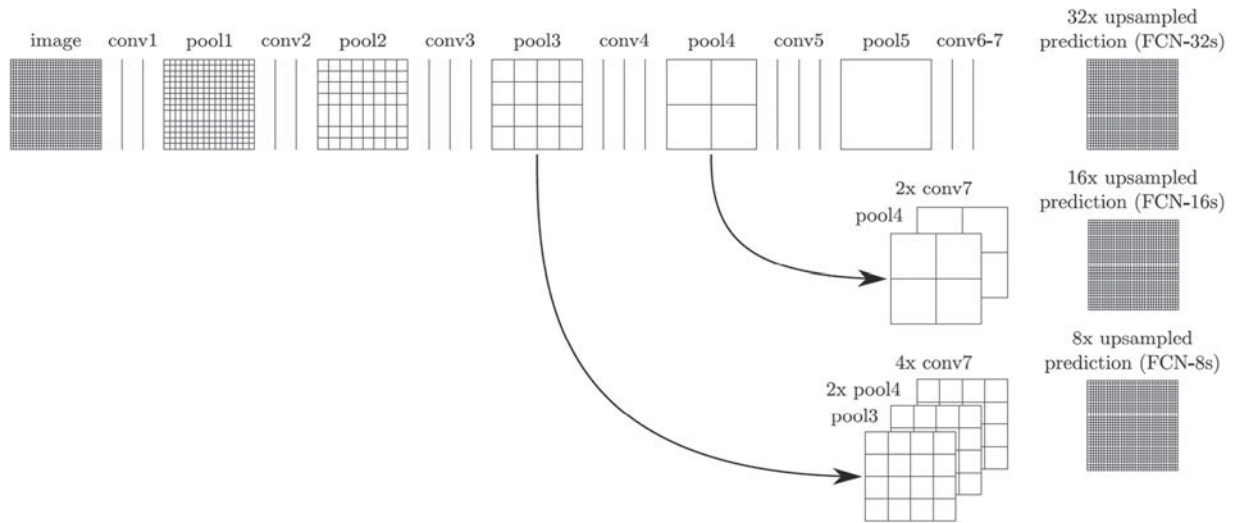 image conv1 pool1 conv2 pool2 conv3 pool3 conv4 pool4 conv5 pool5 conv6-7
32x upsampled
prediction (FCN-32s)
2x conv7
pool4
16x upsampled
prediction (FCN-16s)
4x conv7
2x pool4
pool3
8x upsampled
prediction (FCN-8s)